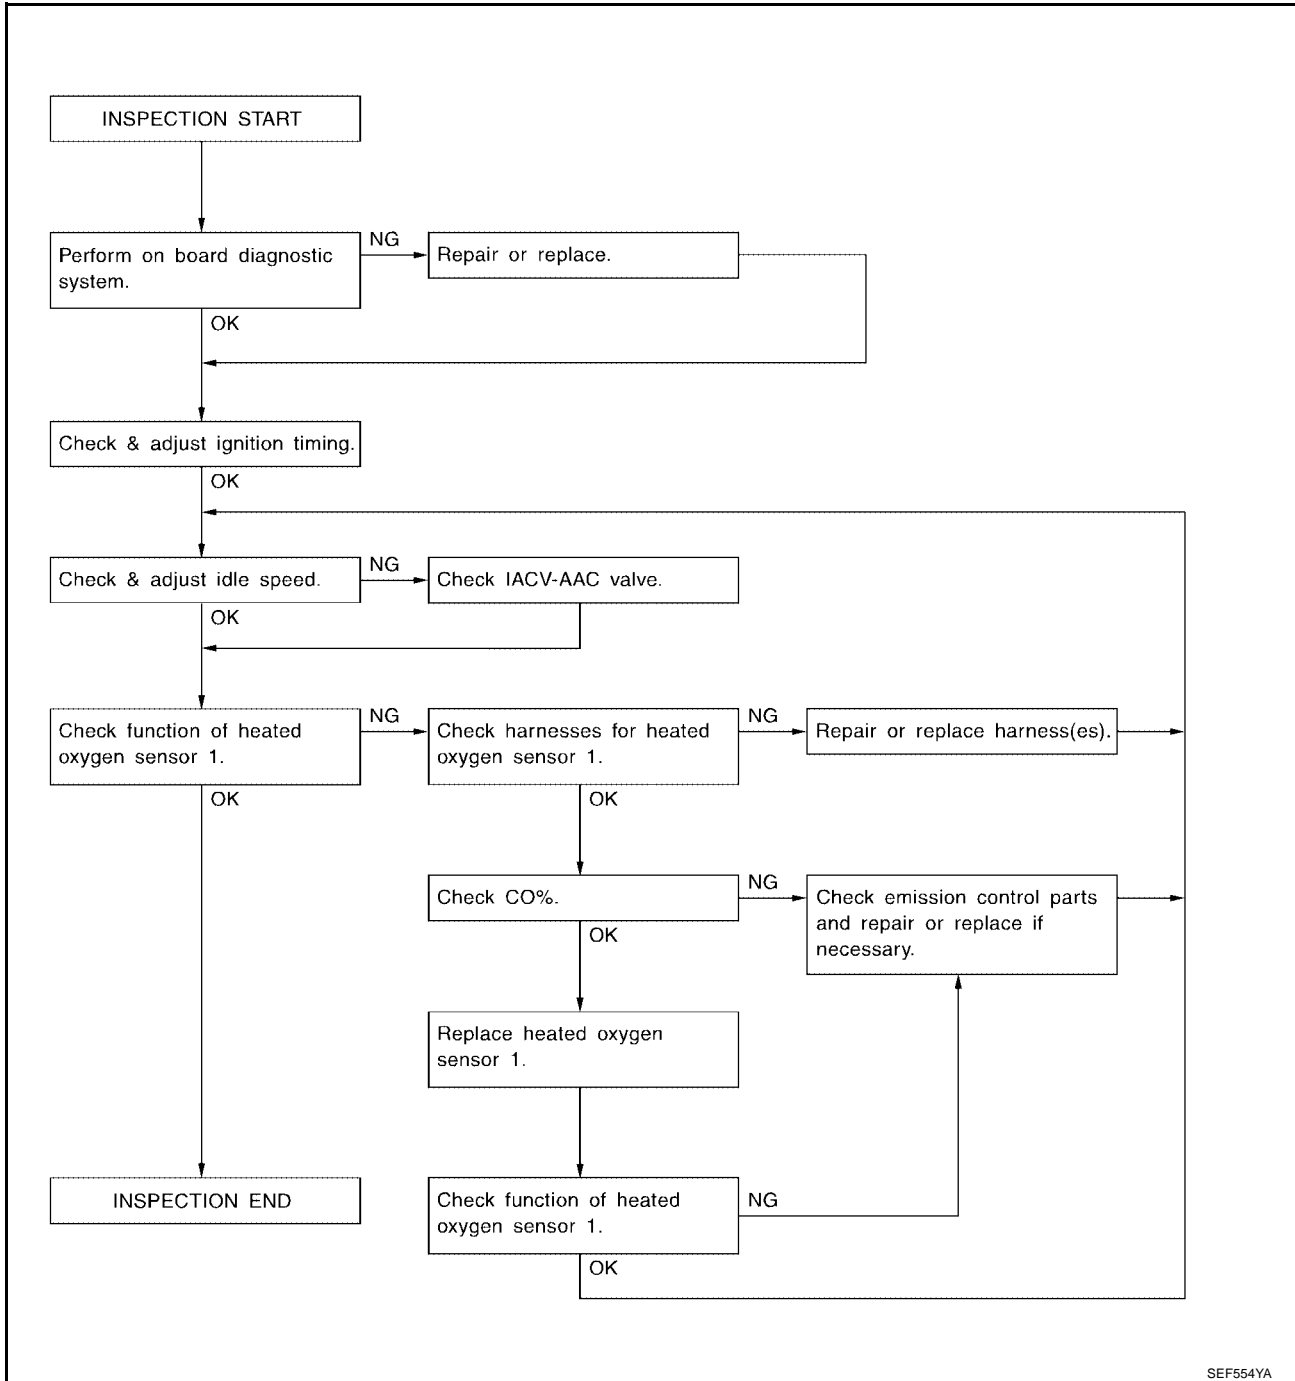 INSPECTION START
Perform on board diagnostic
system.
NG
Repair or replace.
OK
Check & adjust ignition timing.
OK
Check & adjust idle speed.
NG
Check IACV-AAC valve.
OK
Check function of heated
oxygen sensor 1.
NG
Check harnesses for heated
oxygen sensor 1.
NG
Repair or replace harness(es).
OK
OK
Check CO%.
NG
Check emission control parts
and repair or replace if
necessary.
OK
Replace heated oxygen
sensor 1.
INSPECTION END
Check function of heated
oxygen sensor 1.
NG
OK
SEF554YA